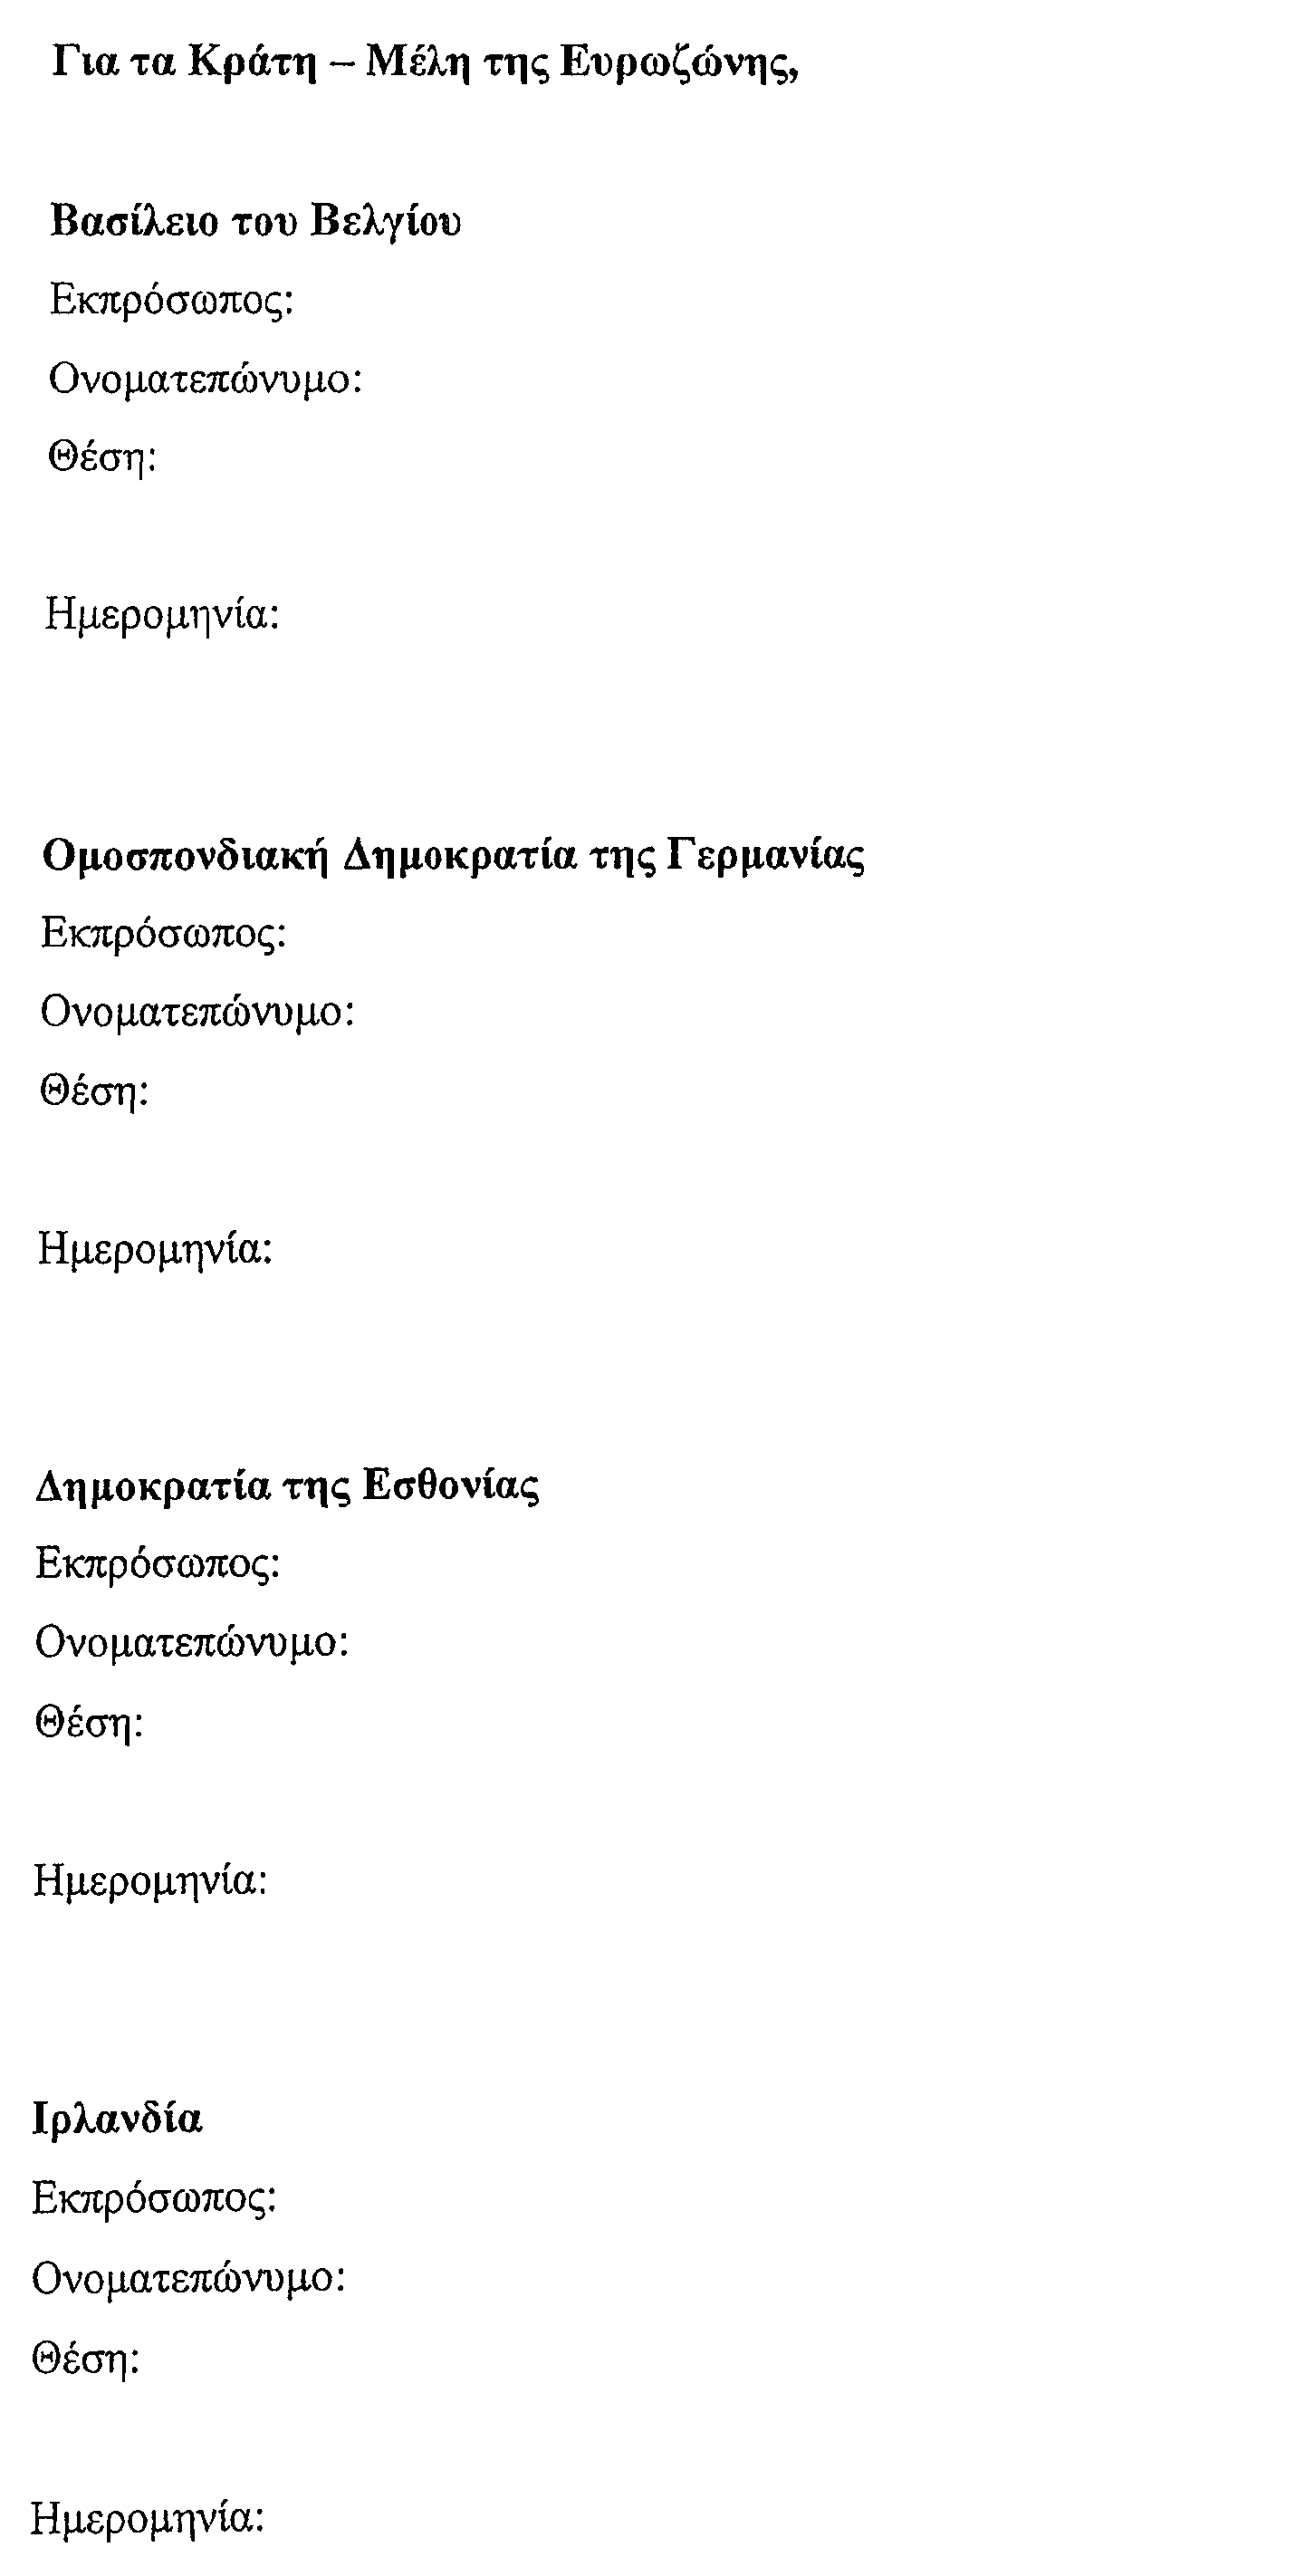 Για τα Κράτη – Μέλη της Ευρωζώνης,
Βασίλειο του Βελγίου
Εκπρόσωπος:
Ονοματεπώνυμο:
Θέση:
Ημερομηνία:
Ομοσπονδιακή Δημοκρατία της Γερμανίας
Εκπρόσωπος:
Ονοματεπώνυμο:
Θέση:
Ημερομηνία:
Δημοκρατία της Εσθονίας
Εκπρόσωπος:
Ονοματεπώνυμο:
Θέση:
Ημερομηνία:
Ιρλανδία
Εκπρόσωπος:
Ονοματεπώνυμο:
Θέση:
Ημερομηνία: